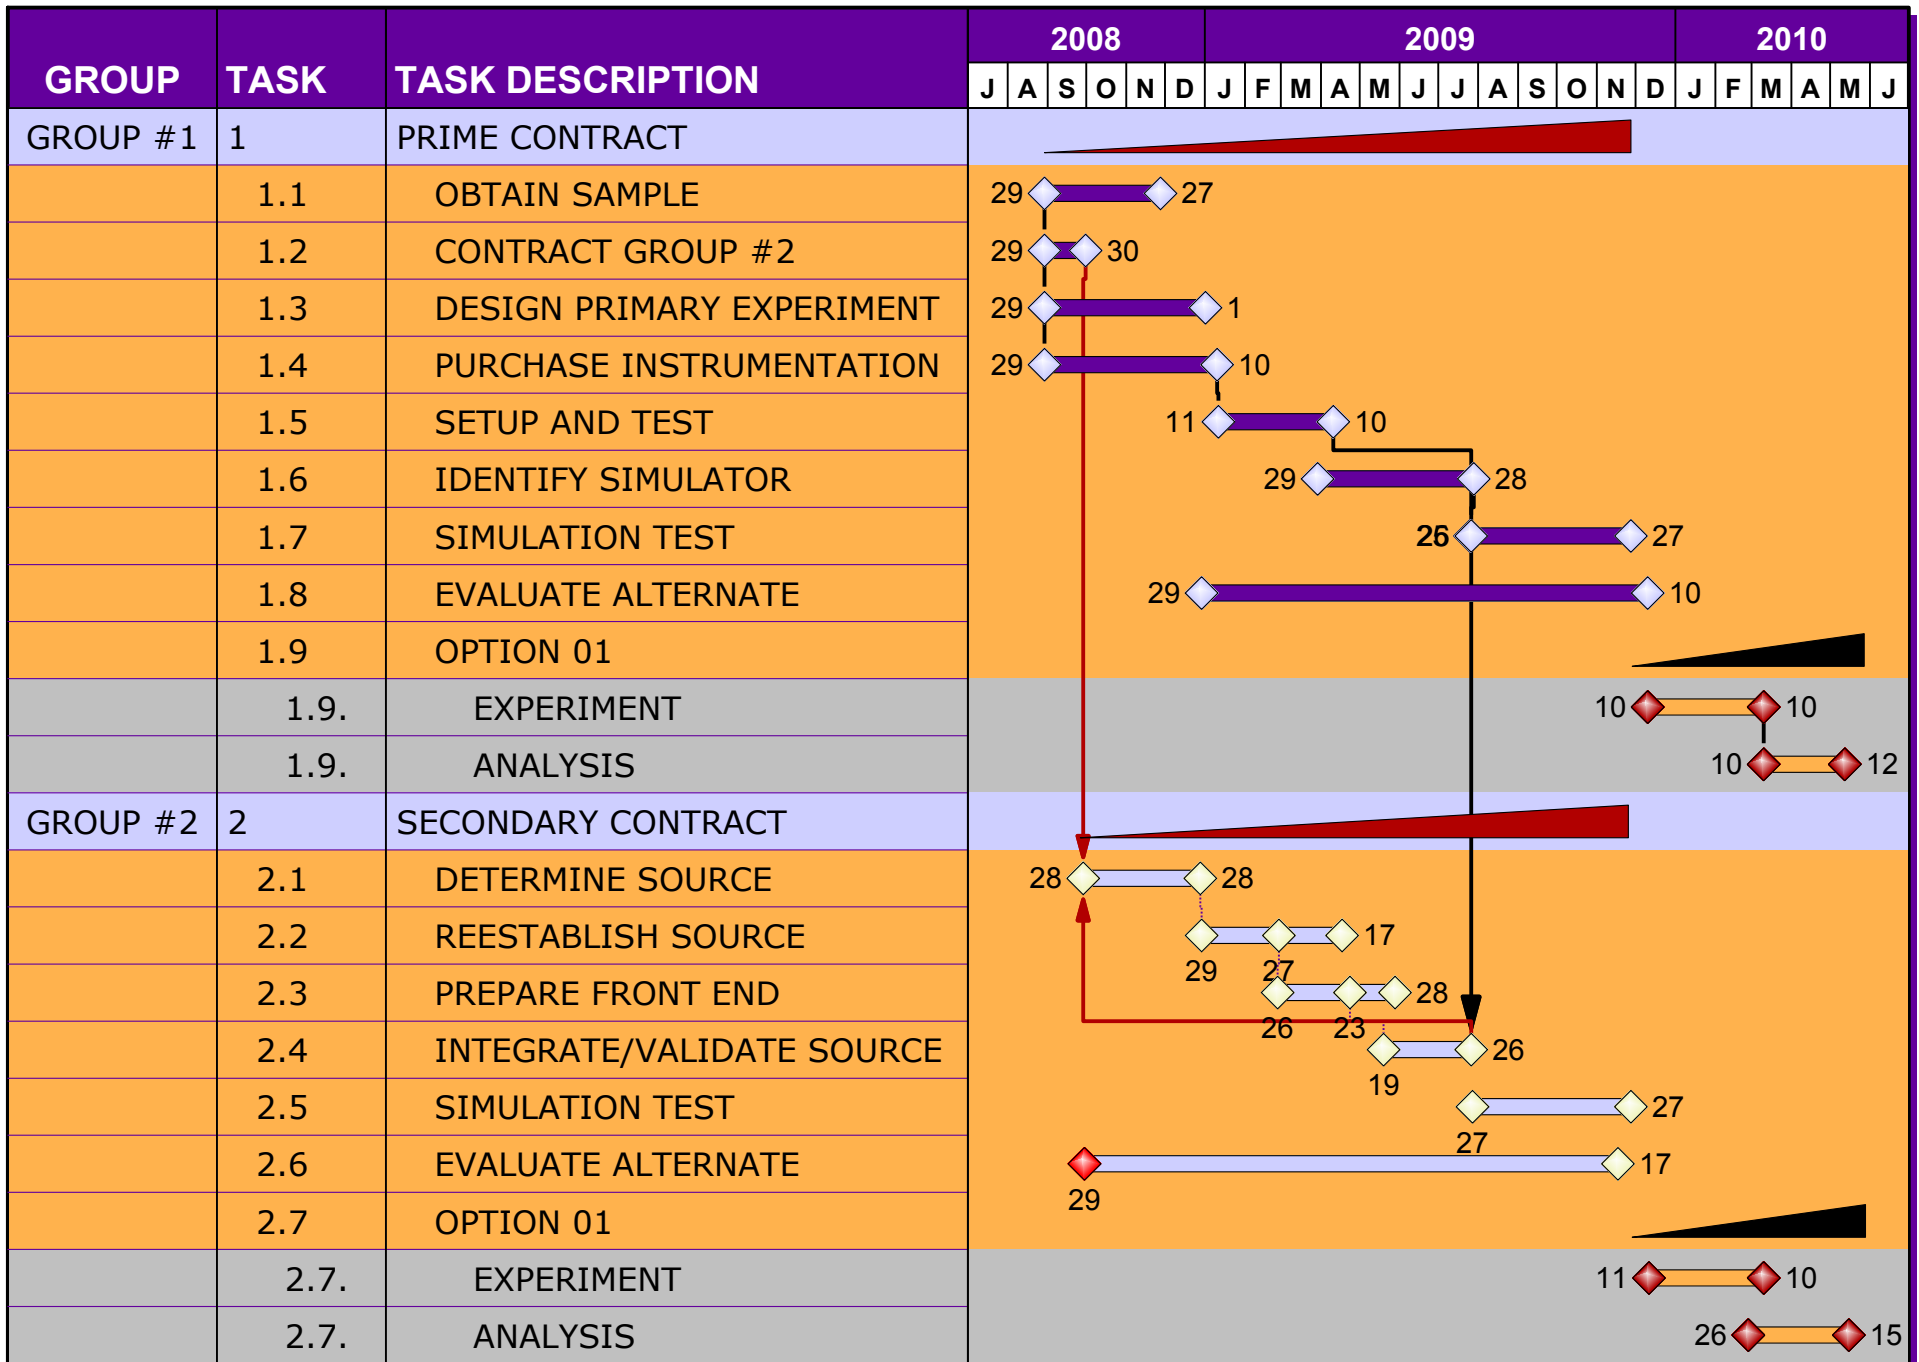 2008 2009 2010
GROUP TASK TASK DESCRIPTION J A S O N D J F M A M J J A S O N D J F M A M J
GROUP #1 1 PRIME CONTRACT
1.1 OBTAIN SAMPLE 29 27
1.2 CONTRACT GROUP #2 29 30
1.3 DESIGN PRIMARY EXPERIMENT 29 1
1.4 PURCHASE INSTRUMENTATION 29 10
1.5 SETUP AND TEST 11 10
1.6 IDENTIFY SIMULATOR 29 28
1.7 SIMULATION TEST 27
1.8 EVALUATE ALTERNATE 29 10
1.9 OPTION 01
1.9. EXPERIMENT 10 10
1.9. ANALYSIS 10 12
GROUP #2 2 SECONDARY CONTRACT
2.1 DETERMINE SOURCE 28 28
2.2 REESTABLISH SOURCE 17
29 27
2.3 PREPARE FRONT END 28
26 23
2.4 INTEGRATE/VALIDATE SOURCE 26
19
2.5 SIMULATION TEST 27
27
2.6 EVALUATE ALTERNATE 17
29
2.7 OPTION 01
2.7. EXPERIMENT 11 10
2.7. ANALYSIS 26 15